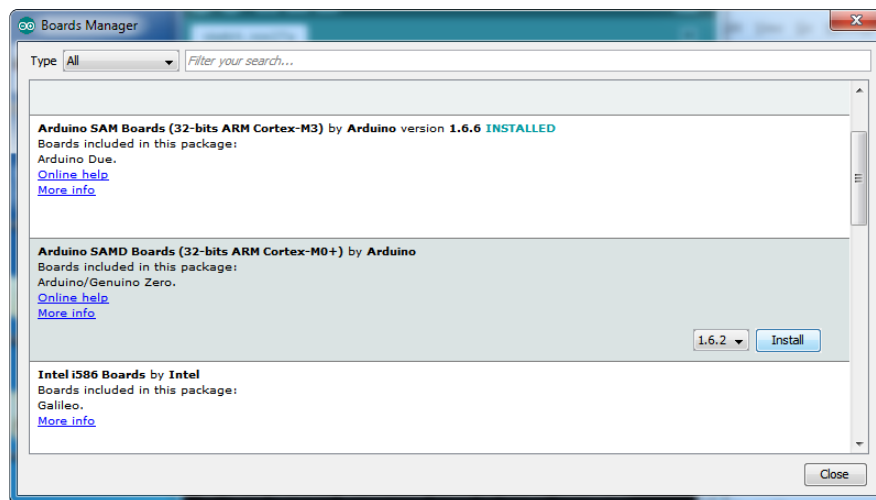 Boards Manager
Type All Filter your search...
Arduino SAM Boards (32-bits ARM Cortex-M3) by Arduino version 1.6.6 INSTALLED
Boards included in this package:
Arduino Due.
Online help
More info
Arduino SAMD Boards (32-bits ARM Cortex-M0+) by Arduino
Boards included in this package:
Arduino/Genuino Zero.
Online help
More info
1.6.2 Install
Intel i586 Boards by Intel
Boards included in this package:
Galileo.
More info
Close